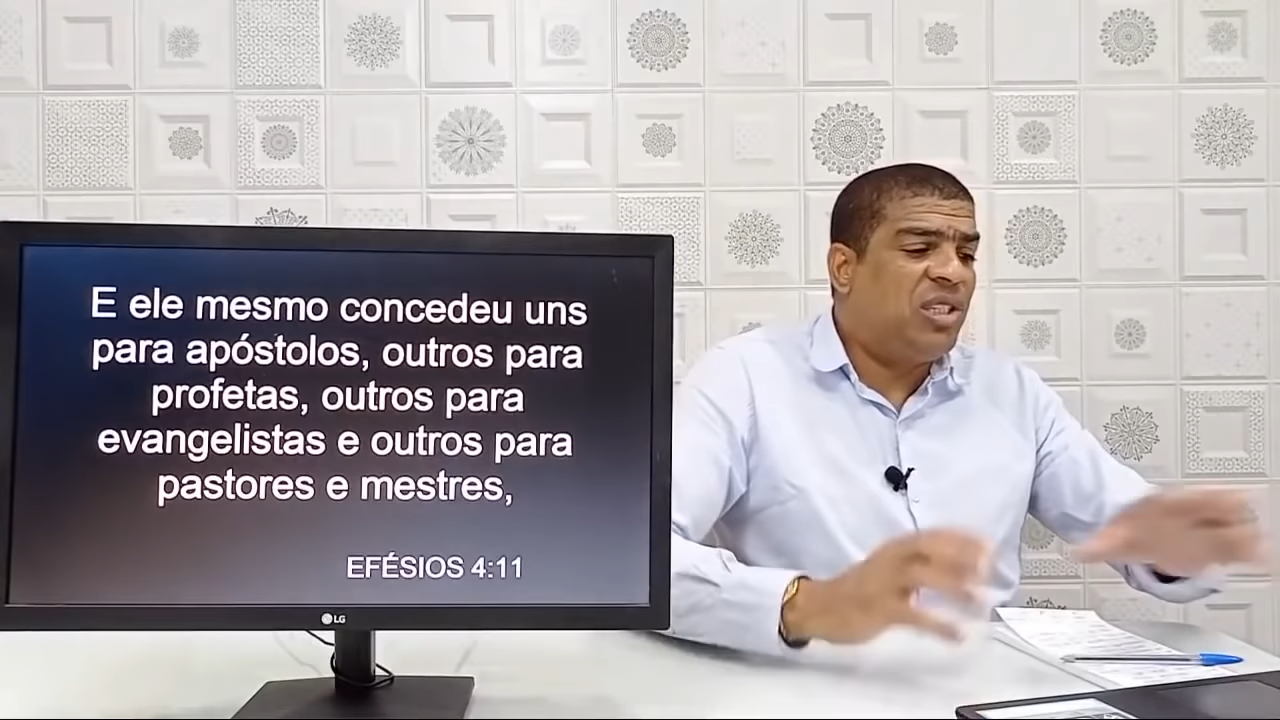 E ele mesmo concedeu uns
para apóstolos, outros para
profetas, outros para
evangelistas e outros para
pastores e mestres,
EFÉSIOS 4:11
LG